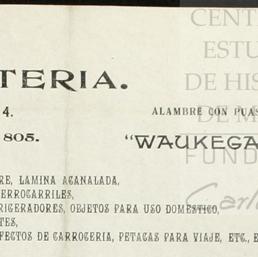 TERIA.
4.
ALAMBRE CON PUAS
805.
"WAUKEGA
RE, LAMINA ACANALADA,
ERROCARRILES,
RIGERADORES, OBJETOS PARA USO DOMESTICO,
TES,
FECTOS DE CARROCERIA, PETACAS PARA VIAJE, ETC., E
CENT
ESTU
DE HIS
DE M
FUND
Carl